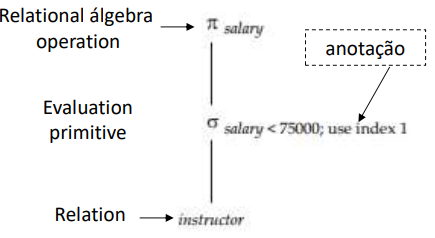 Relational álgebra
operation
π salary
anotação
Evaluation
primitive
σ salary < 75000; use index 1
Relation
instructor